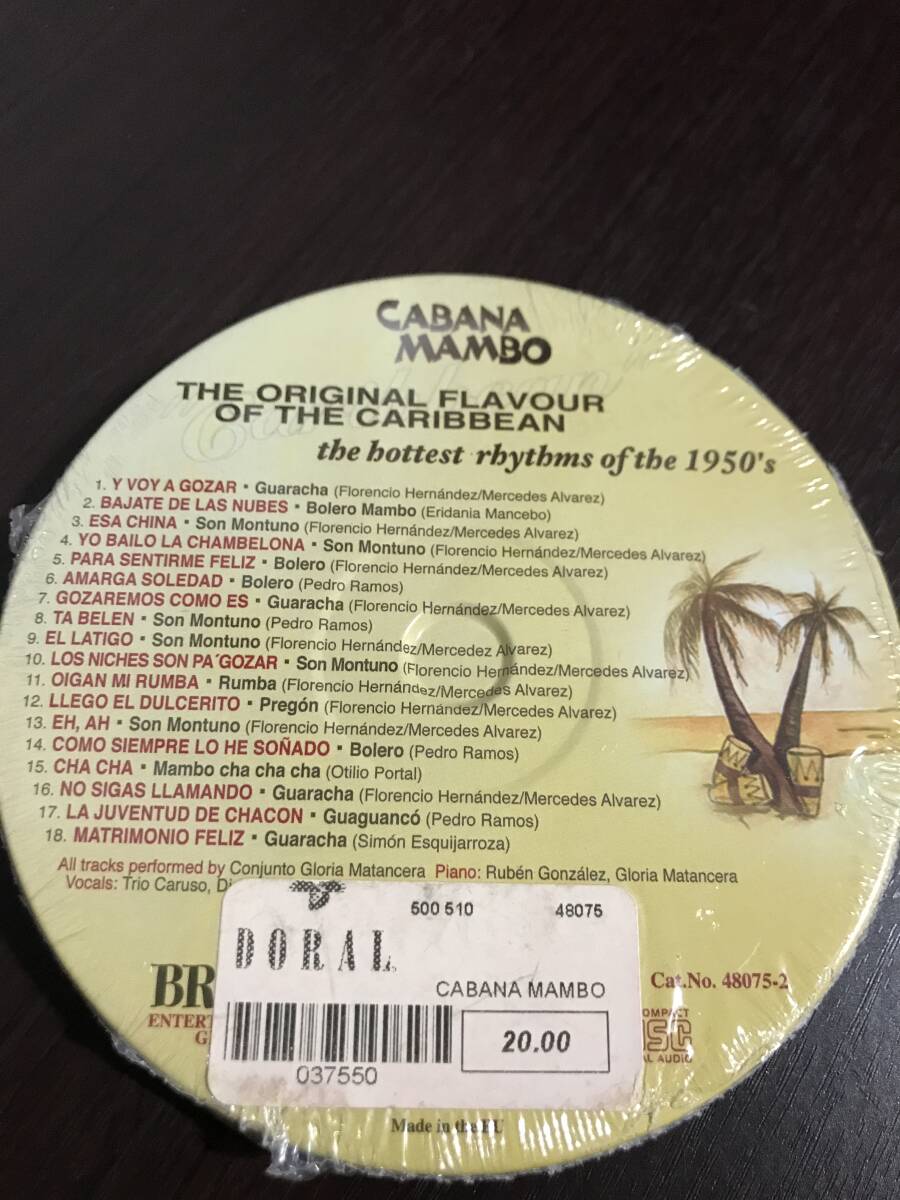 CABANA
MAMBO
THE ORIGINAL FLAVOUR
OF THE CARIBBEAN
the hottest rhythms of the 1950's
1. Y VOY A GOZAR · Guaracha (Florencio Hernández/Mercedes Alvarez)
2. BAJATE DE LAS NUBES · Bolero Mambo (Eridania Mancebo)
3. ESA CHINA · Son Montuno (Florencio Hernández/Mercedes Alvarez)
4. YO BAILO LA CHAMBELONA · Son Montuno (Florencio Hernández/Mercedes Alvarez)
5. PARA SENTIRME FELIZ · Bolero (Florencio Hernández/Mercedes Alvarez)
6. AMARGA SOLEDAD · Bolero (Pedro Ramos)
7. GOZAREMOS COMO ES · Guaracha (Florencio Hernández/Mercedes Alvarez)
8. TA BELEN · Son Montuno (Pedro Ramos)
9. EL LATIGO · Son Montuno (Florencio Hernández/Mercedez Alvarez)
10. LOS NICHES SON PA´GOZAR · Son Montuno (Florencio Hernández/Mercedes Alvarez)
11. OIGAN MI RUMBA · Rumba (Florencio Hernández/Mercedes Alvarez)
12. LLEGO EL DULCERITO · Pregón (Florencio Hernández/Mercedes Alvarez)
13. EH, AH · Son Montuno (Florencio Hernández/Mercedes Alvarez)
14. COMO SIEMPRE LO HE SOÑADO · Bolero (Pedro Ramos)
15. CHA CHA · Mambo cha cha cha (Otilio Portal)
16. NO SIGAS LLAMANDO · Guaracha (Florencio Hernández/Mercedes Alvarez)
17. LA JUVENTUD DE CHACON · Guaguancó (Pedro Ramos)
18. MATRIMONIO FELIZ · Guaracha (Simón Esquijarroza)
All tracks performed by Conjunto Gloria Matancera Piano: Rubén González, Gloria Matancera
Vocals: Trio Caruso,
500 510 48075
DORAL
CABANA MAMBO
20.00
037550
BR
ENTER
G
Cat.No. 48075-2
COMPACT
DISC
AL AUDIO
Made in the EU